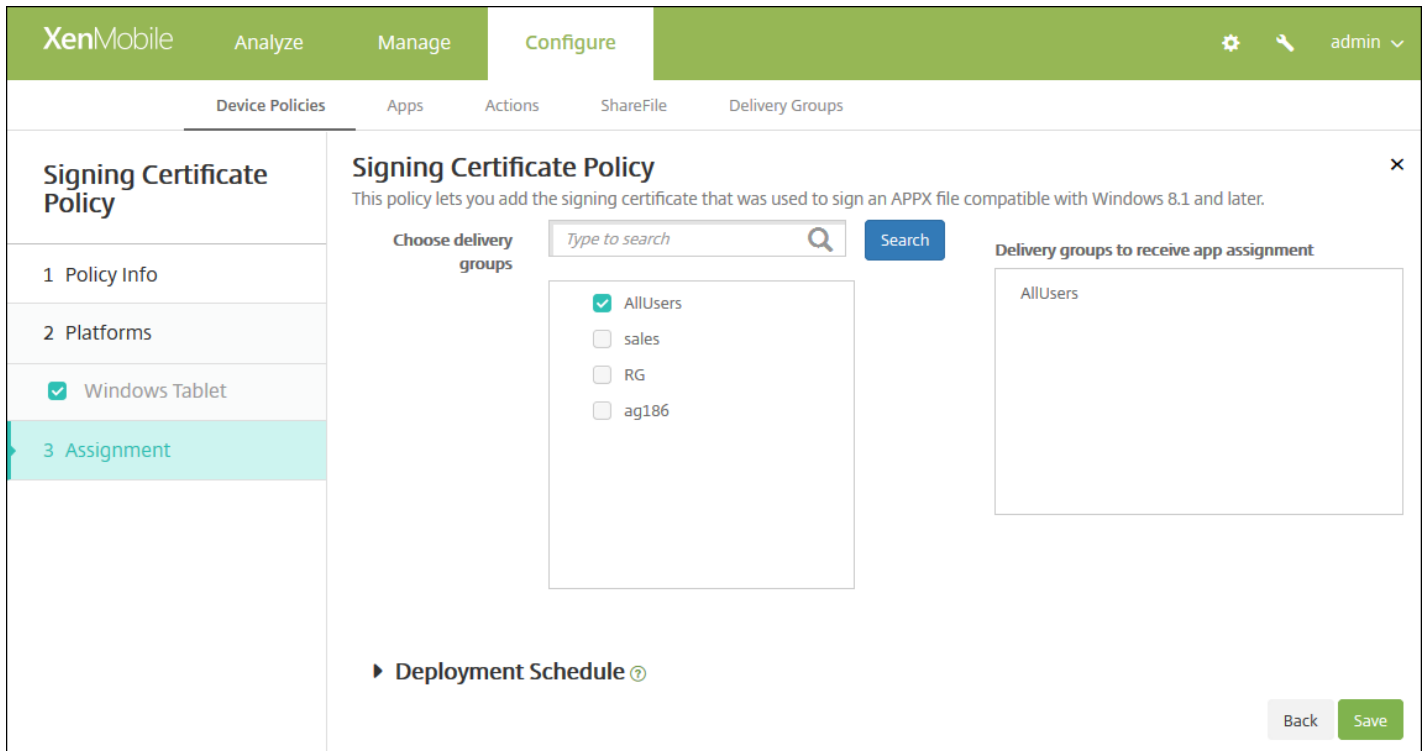 XenMobile Analyze Manage Configure admin
Device Policies Apps Actions ShareFile Delivery Groups
Signing Certificate
Policy
1 Policy Info
2 Platforms
Windows Tablet
3 Assignment
Signing Certificate Policy
This policy lets you add the signing certificate that was used to sign an APPX file compatible with Windows 8.1 and later.
Choose delivery
groups
Type to search
Search
AllUsers
sales
RG
ag186
Delivery groups to receive app assignment
AllUsers
Deployment Schedule ?
Back Save